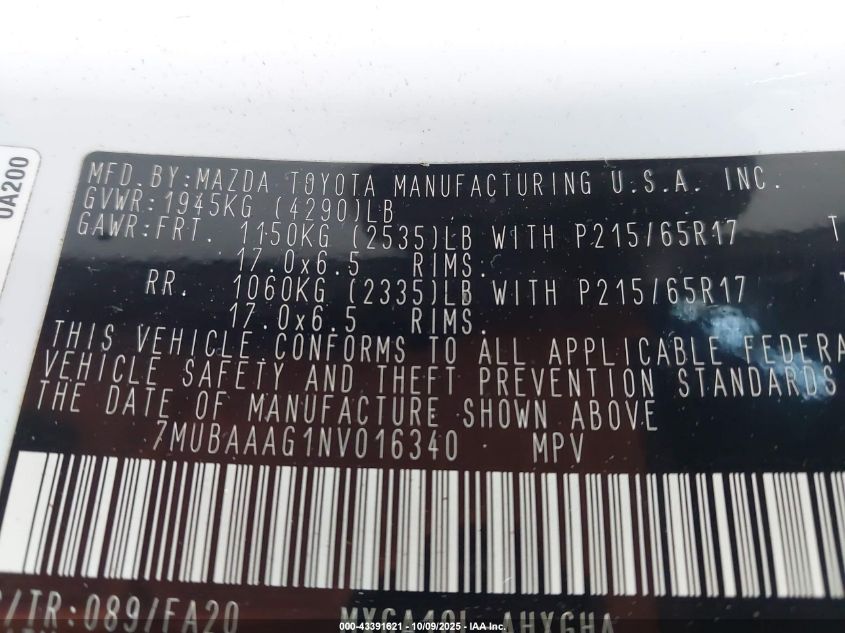 0A200
MFD. BY:MAZDA TOYOTA MANUFACTURING U.S.A. INC.
GVWR:1945KG (4290)LB
GAWR:FRT. 1150KG (2535)LB WITH P215/65R17 T
17.0x6.5 RIMS.
RR. 1060KG (2335)LB WITH P215/65R17
17.0x6.5 RIMS.
THIS VEHICLE CONFORMS TO ALL APPLICABLE FEDERA
VEHICLE SAFETY AND THEFT PREVENTION STANDARDS
THE DATE OF MANUFACTURE SHOWN ABOVE
7MUBAAAG1NV016340 MPV
/TR:089/FA20 MXGA10L-AHXGHA
000-43391621 - 10/09/2025 - IAA Inc.